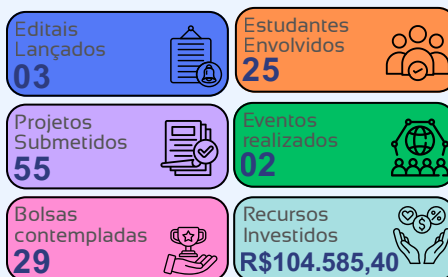 Editais
Lançados
03
Estudantes
Envolvidos
25
Projetos
Submetidos
55
Eventos
realizados
02
Bolsas
contempladas
29
Recursos
Investidos
R$104.585,40